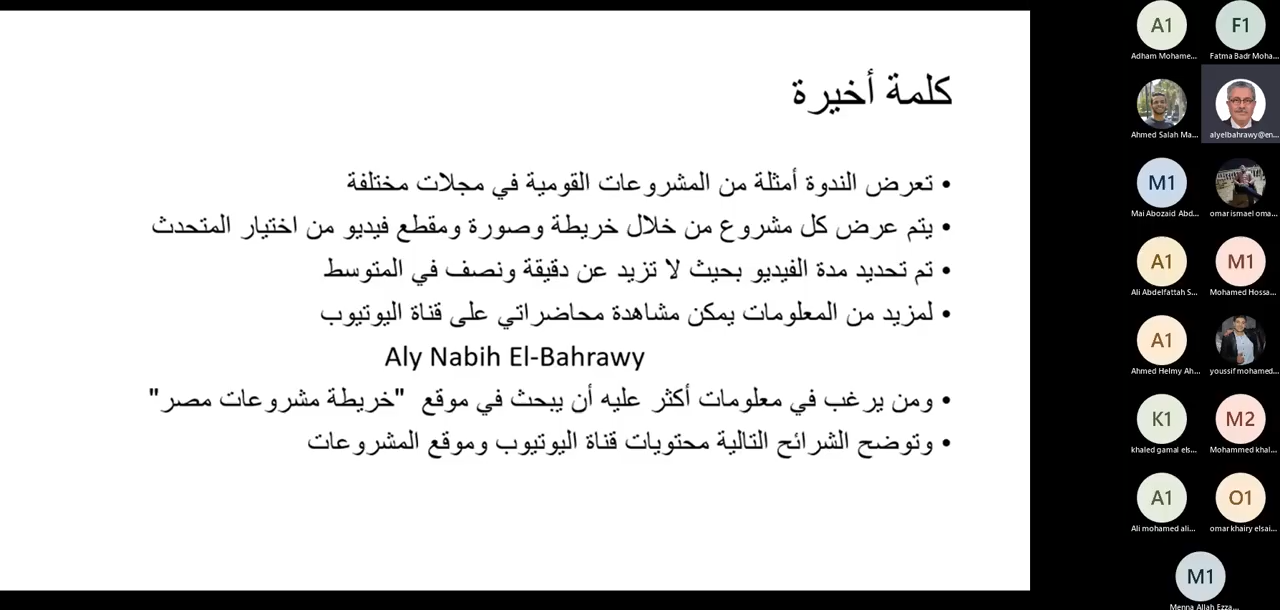 كلمة أخيرة
• تعرض الندوة أمثلة من المشروعات القومية في مجلات مختلفة
• يتم عرض كل مشروع من خلال خريطة وصورة ومقطع فيديو من اختيار المتحدث
• تم تحديد مدة الفيديو بحيث لا تزيد عن دقيقة ونصف في المتوسط
• لمزيد من المعلومات يمكن مشاهدة محاضراتي على قناة اليوتيوب
Aly Nabih El-Bahrawy
• ومن يرغب في معلومات أكثر عليه أن يبحث في موقع "خريطة مشروعات مصر"
• وتوضح الشرائح التالية محتويات قناة اليوتيوب وموقع المشروعات
A1 F1
Adham Mohame... Fatma Badr Moha...
Ahmed Salah Ma... alyelbahrawy@en...
M1
Mai Abozaid Abd... omar ismael oma...
A1 M1
Ali Abdelfattah S... Mohamed Hossa...
A1
Ahmed Helmy Ah... youssif mohamed...
K1 M2
khaled gamal els... Mohammed khal...
A1 O1
Ali mohamed ali... omar khairy elsai...
M1
Menna Allah Ezza...